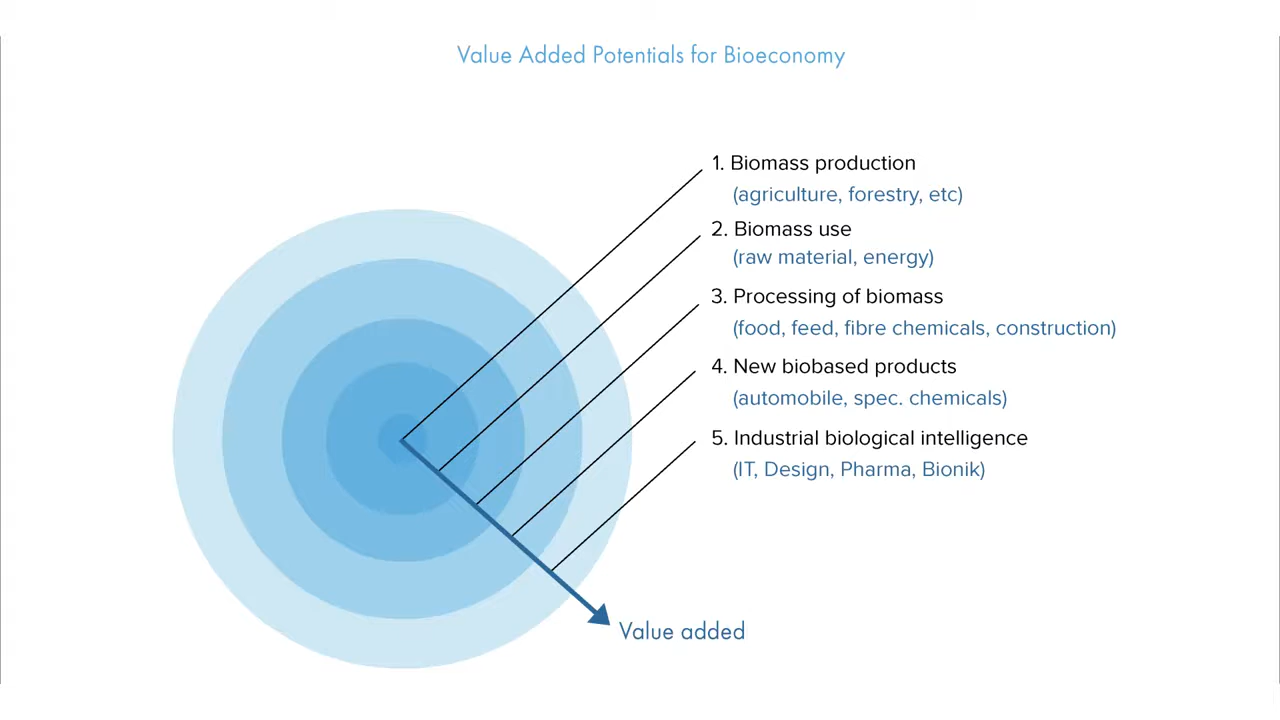 Value Added Potentials for Bioeconomy
1. Biomass production
(agriculture, forestry, etc)
2. Biomass use
(raw material, energy)
3. Processing of biomass
(food, feed, fibre chemicals, construction)
4. New biobased products
(automobile, spec. chemicals)
5. Industrial biological intelligence
(IT, Design, Pharma, Bionik)
Value added